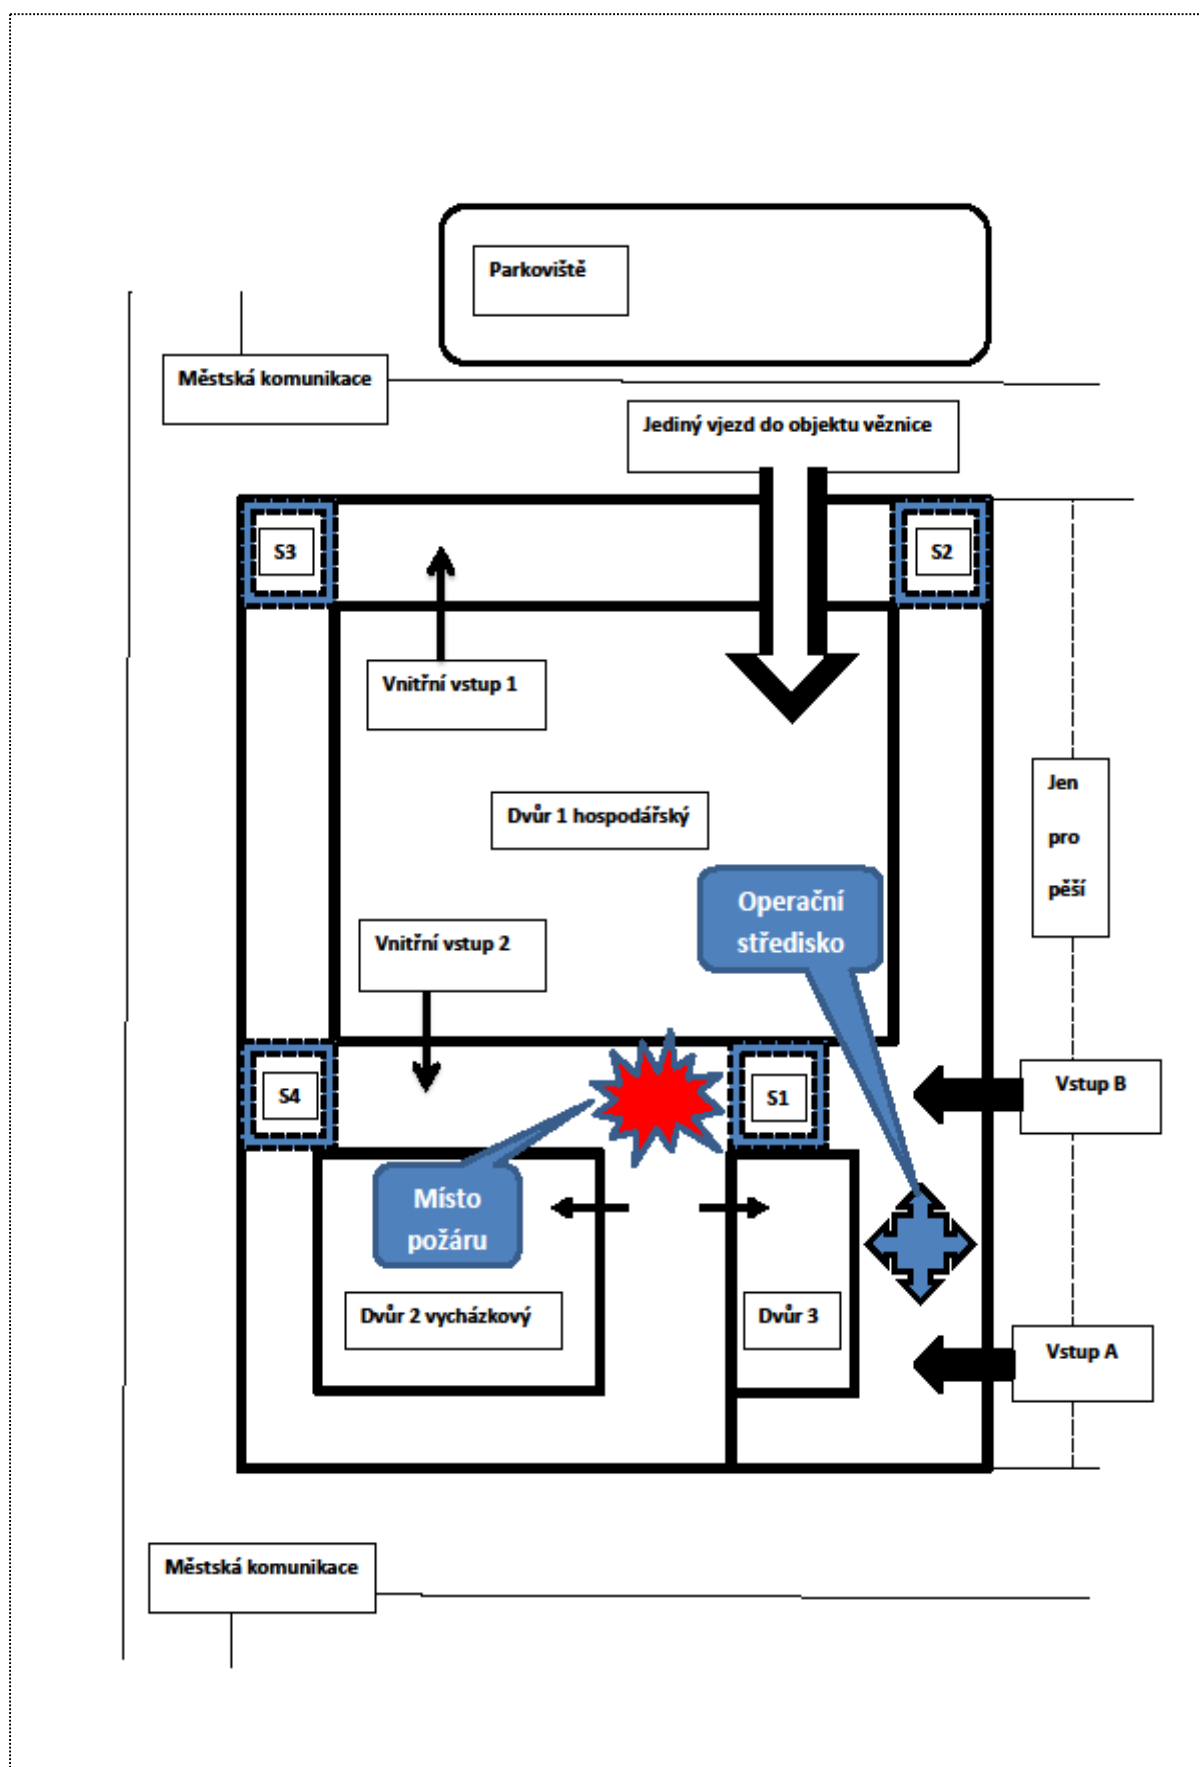 Parkoviště
Městská komunikace
Jediný vjezd do objektu věznice
S3
S2
Vnitřní vstup 1
Jen
pro
pěší
Dvůr 1 hospodářský
Operační
středisko
Vnitřní vstup 2
S4
S1
Vstup B
Místo
požáru
Dvůr 2 vycházkový
Dvůr 3
Vstup A
Městská komunikace